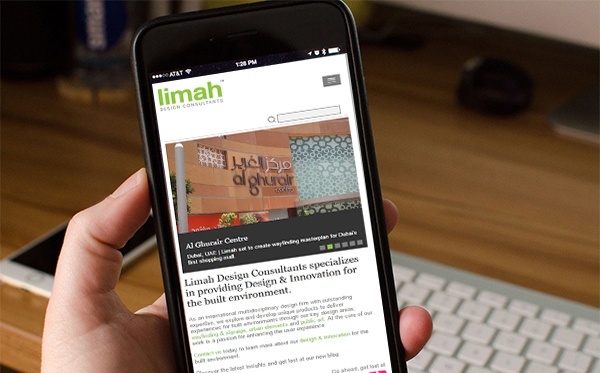 AT&T 1:28 PM
limah™
DESIGN CONSULTANTS
مركز الغرير
al ghurair
centre
Al Ghurair Centre
Dubai, UAE | Limah set to create wayfinding masterplan for Dubai's
first shopping mall
Limah Design Consultants specializes
in providing Design & Innovation for
the built environment.
As an international multidisciplinary design firm with outstanding
expertise, we explore and develop unique products to deliver
experiences for built environments through our key design areas:
wayfinding & signage, urban elements and public art. At the core of our
work is a passion for enhancing the user experience.
Contact us today to learn more about our design & innovation for the
built environment.
Discover the latest insights and get lost at our new blog
Go ahead, get lost at